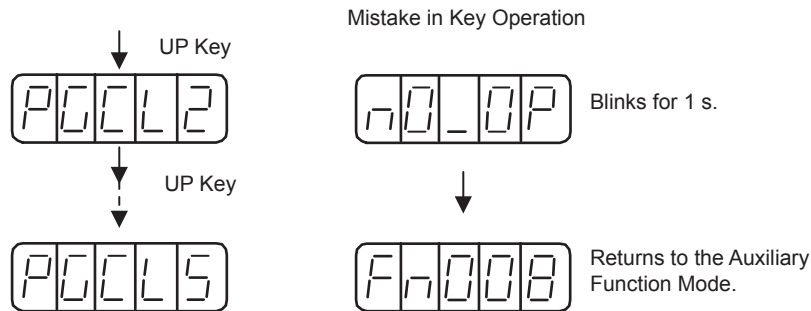 Mistake in Key Operation
UP Key
PGCL2
n0_0P
Blinks for 1 s.
UP Key
PGCL5
Fn008
Returns to the Auxiliary
Function Mode.